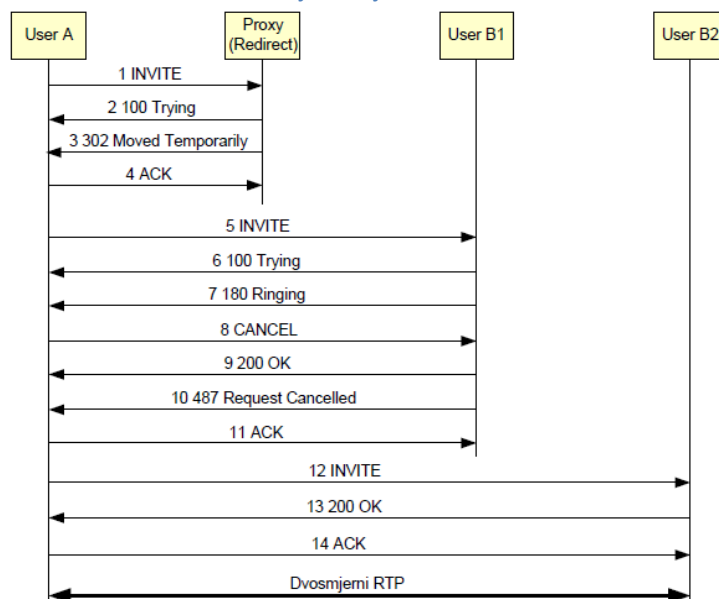 User A
Proxy
(Redirect)
User B1
User B2
1 INVITE
2 100 Trying
3 302 Moved Temporarily
4 ACK
5 INVITE
6 100 Trying
7 180 Ringing
8 CANCEL
9 200 OK
10 487 Request Cancelled
11 ACK
12 INVITE
13 200 OK
14 ACK
Dvosmjerni RTP